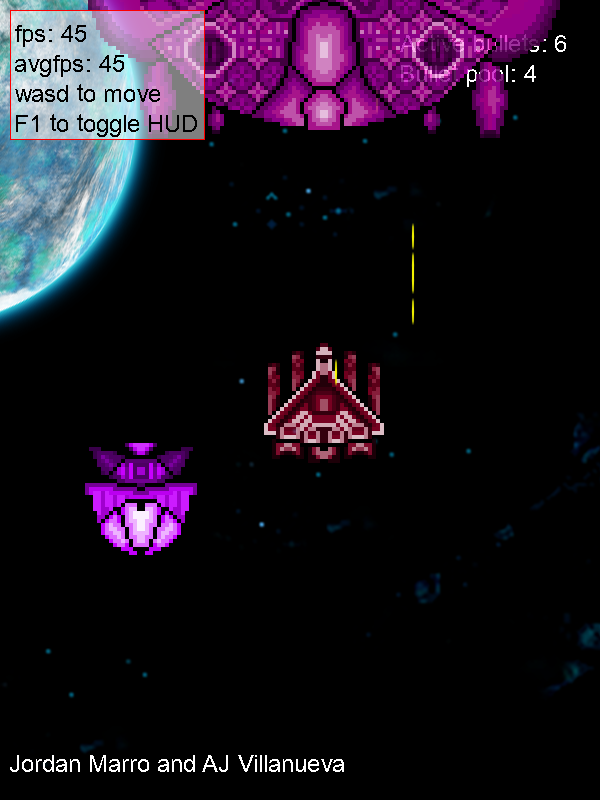 fps: 45
avgfps: 45
wasd to move
F1 to toggle HUD
Active bullets: 6
Bullet pool: 4
Jordan Marro and AJ Villanueva